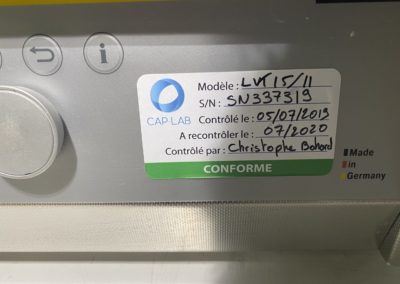 Modèle : LVT 15/11
S/N : SN337319
CAP-LAB
Contrôlé le : 05/07/2019
A recontrôler le : 07/2020
Contrôlé par : Christophe
CONFORME
Made
in
Germany